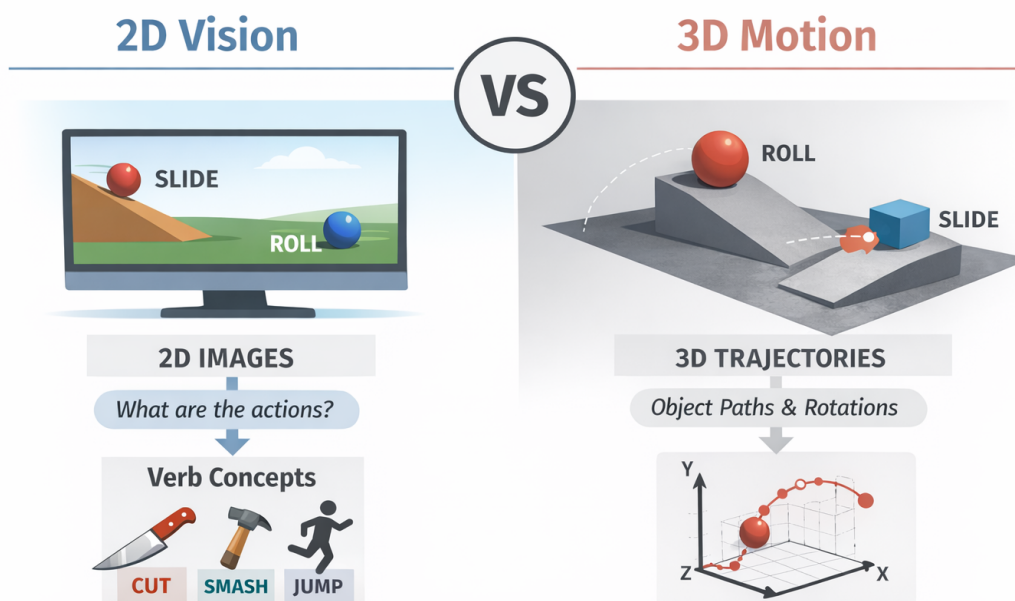 2D Vision
VS
3D Motion
SLIDE
ROLL
ROLL
SLIDE
2D IMAGES
What are the actions?
Verb Concepts
CUT
SMASH
JUMP
3D TRAJECTORIES
Object Paths & Rotations
Y
Z
X